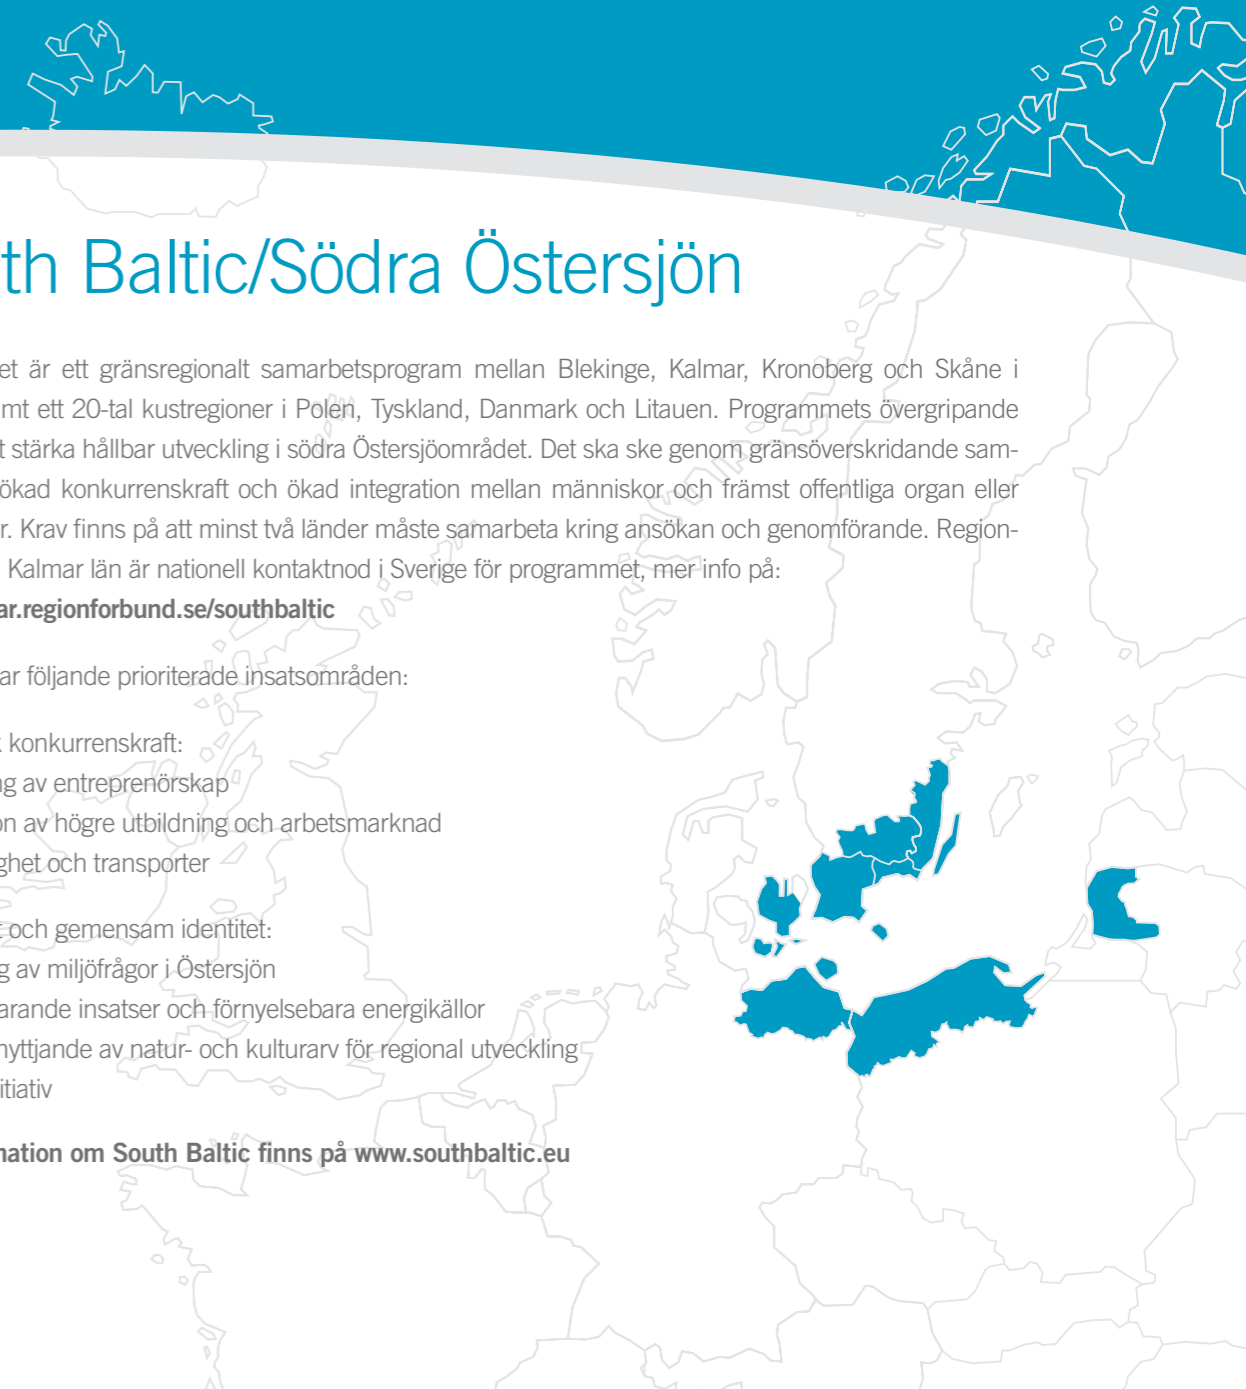 th Baltic/Södra Östersjön
et är ett gränsregionalt samarbetsprogram mellan Blekinge, Kalmar, Kronoberg och Skåne i
mt ett 20-tal kustregioner i Polen, Tyskland, Danmark och Litauen. Programmets övergripande
t stärka hållbar utveckling i södra Östersjöområdet. Det ska ske genom gränsöverskridande sam-
ökad konkurrenskraft och ökad integration mellan människor och främst offentliga organ eller
r. Krav finns på att minst två länder måste samarbeta kring ansökan och genomförande. Region-
Kalmar län är nationell kontaktnod i Sverige för programmet, mer info på:
ar.regionforbund.se/southbaltic
ar följande prioriterade insatsområden:
k konkurrenskraft:
ng av entreprenörskap
on av högre utbildning och arbetsmarknad
ghet och transporter
t och gemensam identitet:
g av miljöfrågor i Östersjön
arande insatser och förnyelsebara energikällor
nyttjande av natur- och kulturarv för regional utveckling
itiativ
nation om South Baltic finns på www.southbaltic.eu